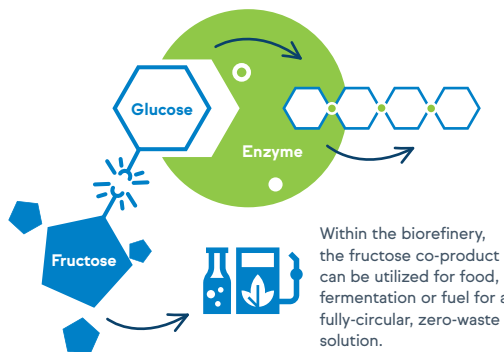 Glucose
Enzyme
Fructose
Within the biorefinery,
the fructose co-product
can be utilized for food,
fermentation or fuel for a
fully-circular, zero-waste
solution.